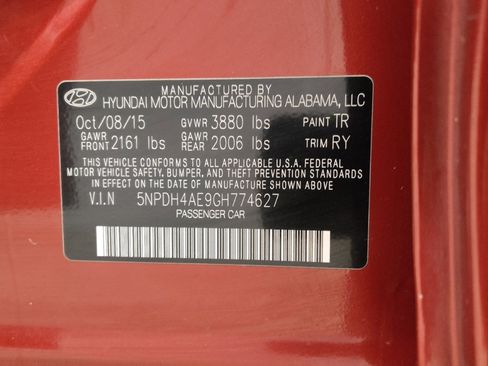 MANUFACTURED BY
HYUNDAI MOTOR MANUFACTURING ALABAMA, LLC
Oct/08/15 GVWR 3880 lbs PAINT TR
GAWR FRONT 2161 lbs GAWR REAR 2006 lbs TRIM RY
THIS VEHICLE CONFORMS TO ALL APPLICABLE U.S.A. FEDERAL
MOTOR VEHICLE SAFETY, BUMPER, AND THEFT PREVENTION STANDARDS
IN EFFECT ON THE DATE OF MANUFACTURE SHOWN ABOVE.
V.I.N 5NPDH4AE9GH774627
PASSENGER CAR